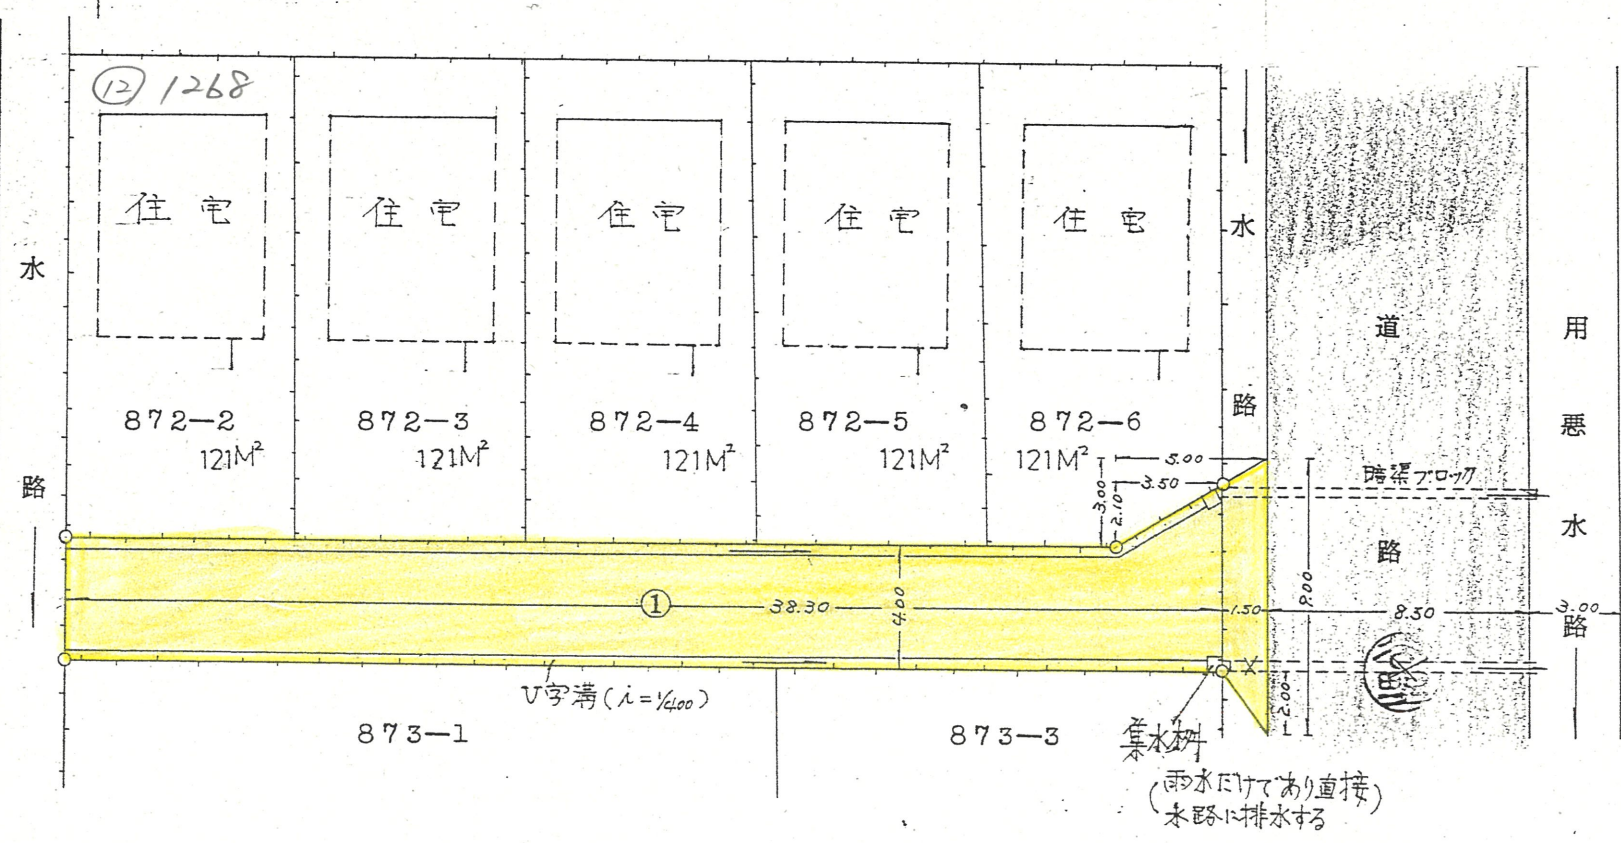 ⑫ 1268
住宅
住宅
住宅
住宅
住宅
水路
水路
道路
用悪水路
872-2
121M²
872-3
121M²
872-4
121M²
872-5
121M²
872-6
121M²
5.00
3.50
3.00
2.10
暗渠ブロック
①
38.30
4.00
1.50
9.00
8.50
3.00
2.00
U字溝(i=1/400)
873-1
873-3
集水桝
(雨水だけであり直接
水路に排水する)